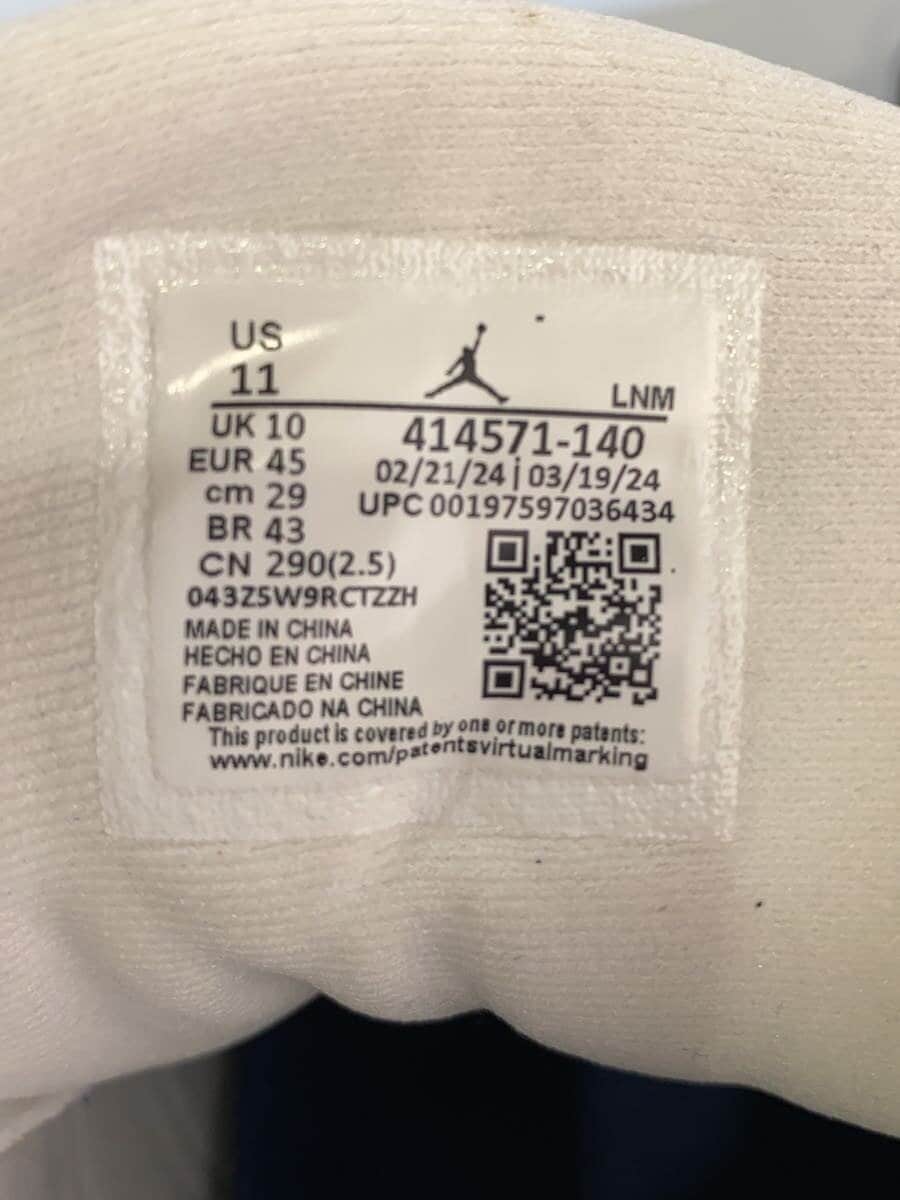 US
11
LNM
UK 10
414571-140
EUR 45
02/21/24 | 03/19/24
cm 29
UPC 00197597036434
BR 43
CN 290(2.5)
043Z5W9RCTZZH
MADE IN CHINA
HECHO EN CHINA
FABRIQUE EN CHINE
FABRICADO NA CHINA
This product is covered by one or more patents:
www.nike.com/patentsvirtualmarking